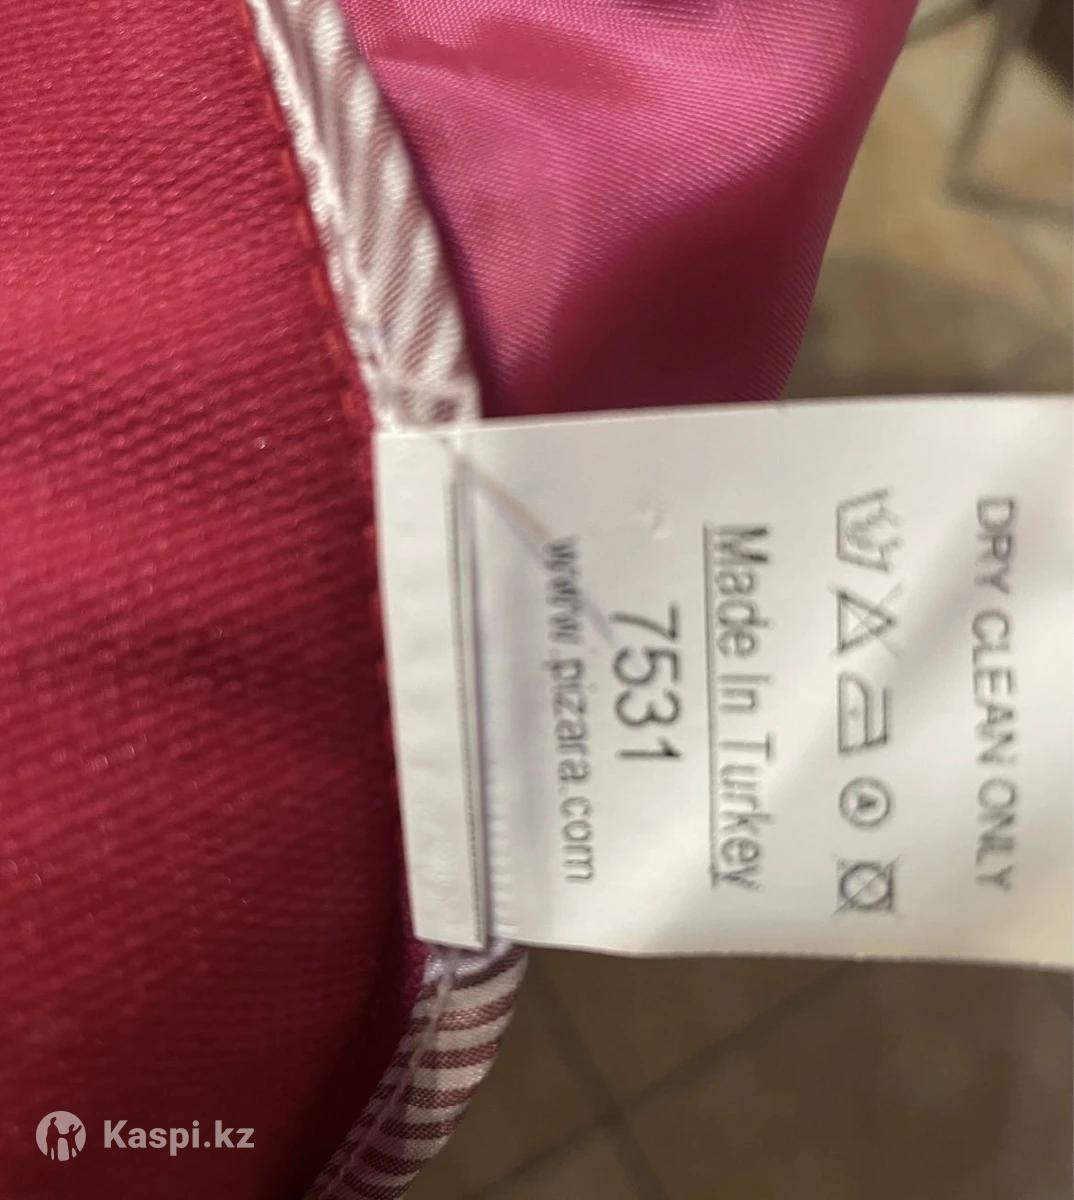 www.pizara.com
7531
Made In Turkey
A
DRY CLEAN ONLY
Kaspi.kz